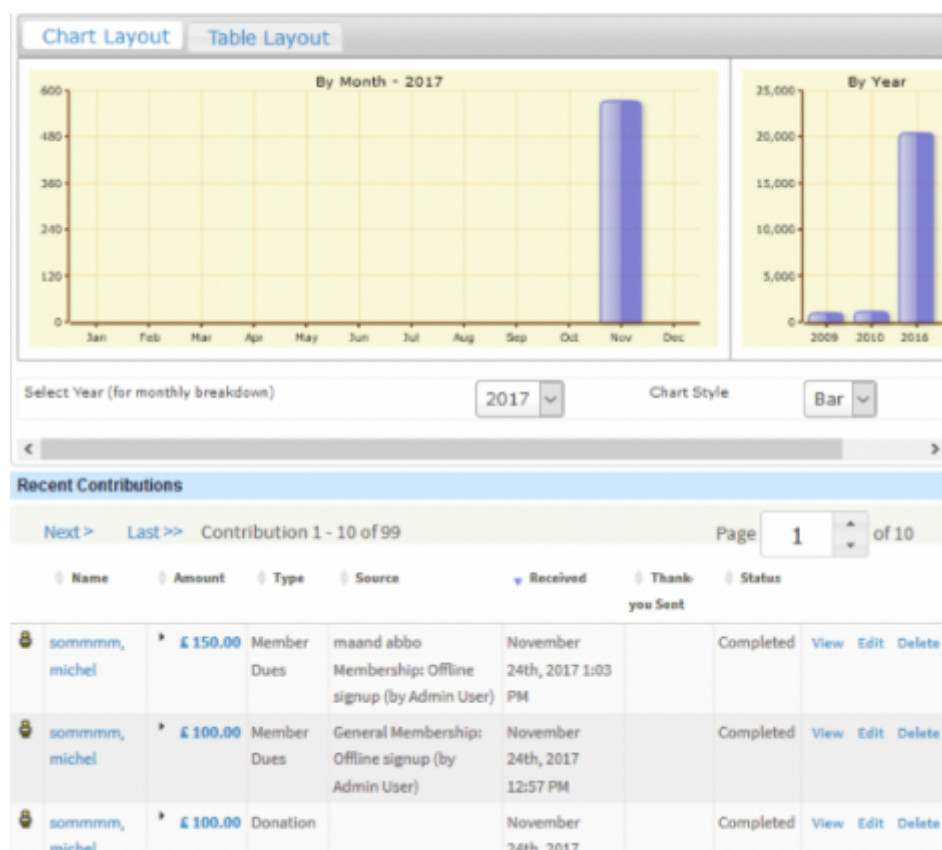 Chart Layout Table Layout
By Month - 2017
600
480
360
240
120
0
Jan Feb Mar Apr May Jun Jul Aug Sep Oct Nov Dec
By Year
25,000
20,000
15,000
10,000
5,000
0
2009 2010 2016
Select Year (for monthly breakdown) 2017 Chart Style Bar
Recent Contributions
Next > Last >> Contribution 1 - 10 of 99 Page 1 of 10
Name Amount Type Source Received Thank-you Sent Status
sommmm, michel £ 150.00 Member Dues maand abbo Membership: Offline signup (by Admin User) November 24th, 2017 1:03 PM Completed View Edit Delete
sommmm, michel £ 100.00 Member Dues General Membership: Offline signup (by Admin User) November 24th, 2017 12:57 PM Completed View Edit Delete
sommmm, michel £ 100.00 Donation November 24th, 2017 Completed View Edit Delete